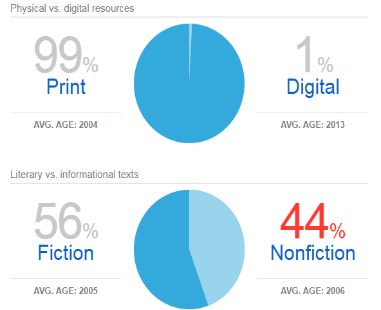 Physical vs. digital resources
99% 1%
Print Digital
AVG. AGE: 2004 AVG. AGE: 2013
Literary vs. informational texts
56% 44%
Fiction Nonfiction
AVG. AGE: 2005 AVG. AGE: 2006